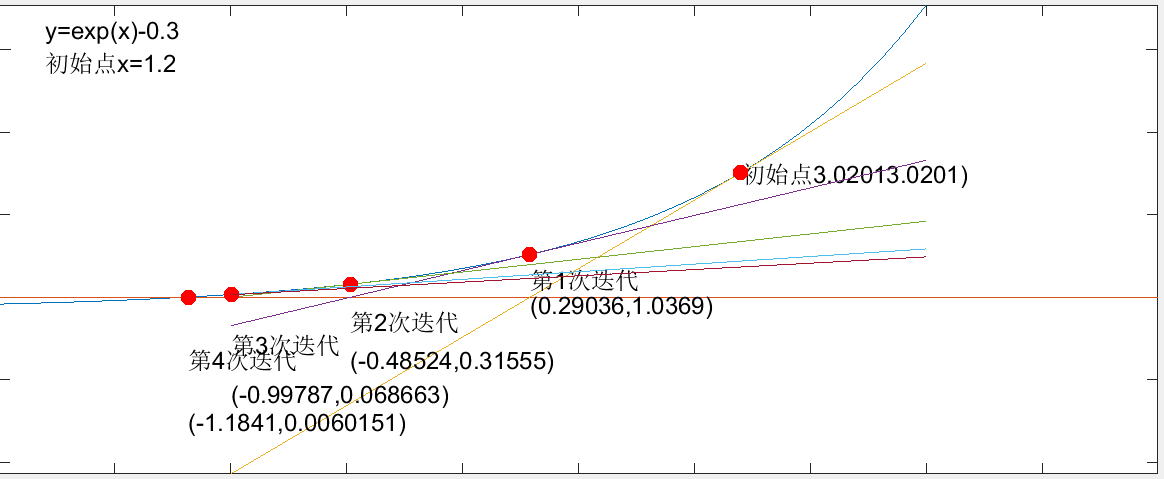 y=exp(x)-0.3
初始点x=1.2
初始点3.02013.0201)
第1次迭代
(0.29036,1.0369)
第2次迭代
(-0.48524,0.31555)
第3次迭代
(-0.99787,0.068663)
第4次迭代
(-1.1841,0.0060151)